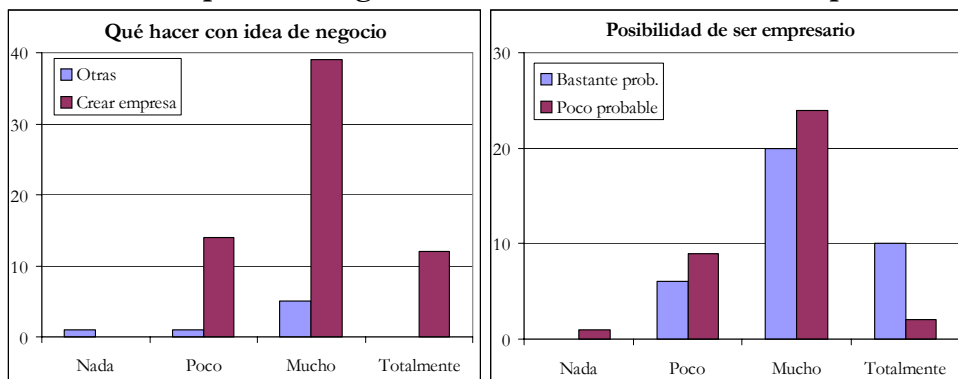 Qué hacer con idea de negocio
40
30
20
10
0
Otras
Crear empresa
Nada
Poco
Mucho
Totalmente
Posibilidad de ser empresario
30
20
10
0
Bastante prob.
Poco probable
Nada
Poco
Mucho
Totalmente